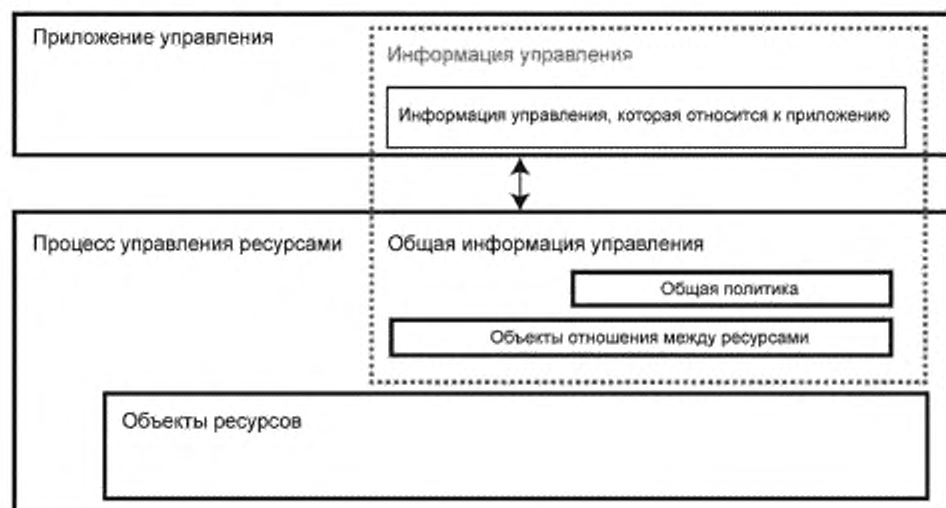 Приложение управления
Информация управления
Информация управления, которая относится к приложению
Процесс управления ресурсами
Общая информация управления
Общая политика
Объекты отношения между ресурсами
Объекты ресурсов